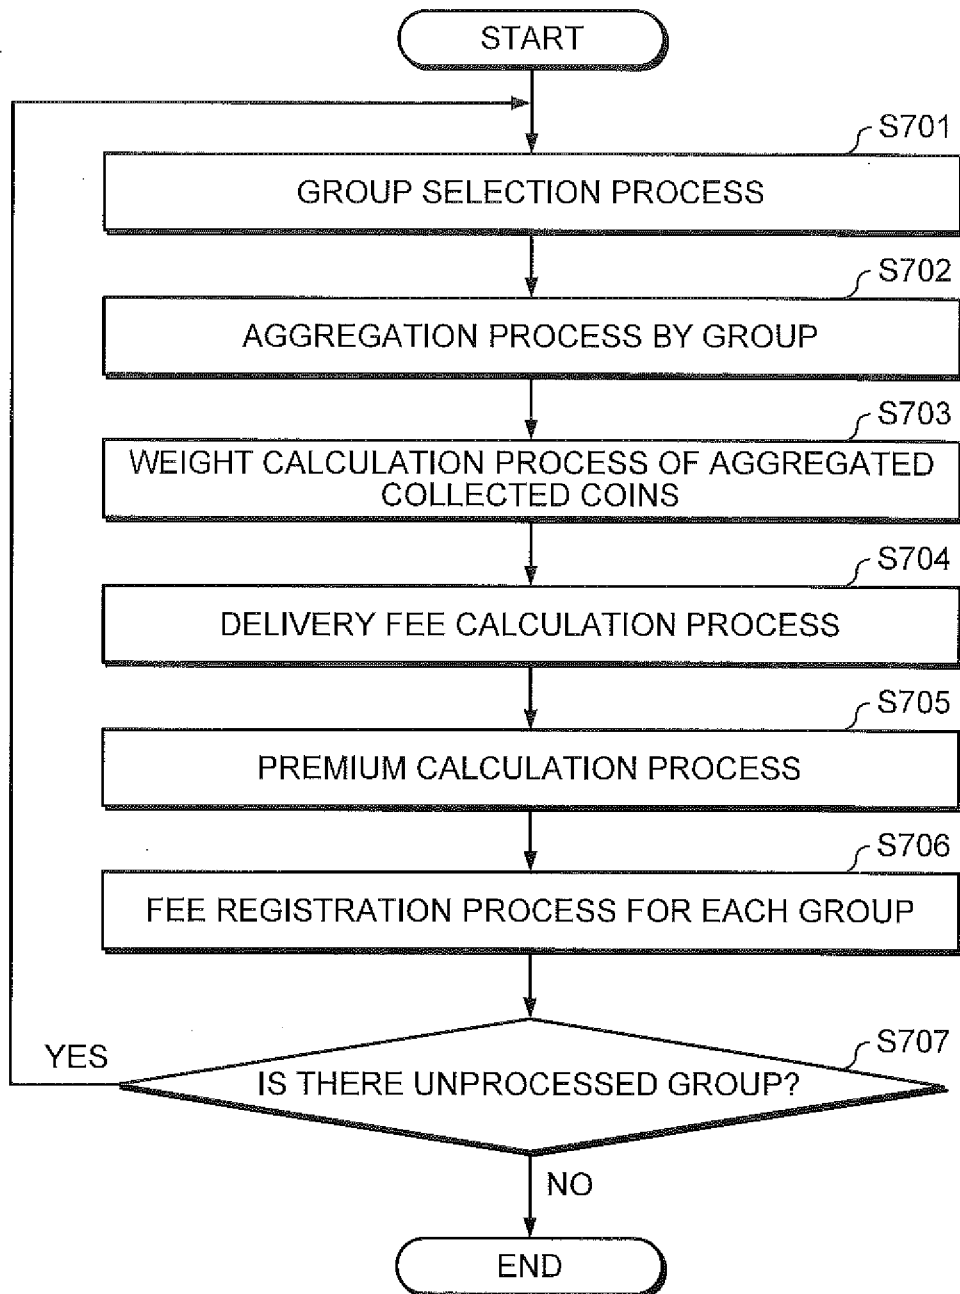 START
S701
GROUP SELECTION PROCESS
S702
AGGREGATION PROCESS BY GROUP
S703
WEIGHT CALCULATION PROCESS OF AGGREGATED
COLLECTED COINS
S704
DELIVERY FEE CALCULATION PROCESS
S705
PREMIUM CALCULATION PROCESS
S706
FEE REGISTRATION PROCESS FOR EACH GROUP
S707
YES
IS THERE UNPROCESSED GROUP?
NO
END